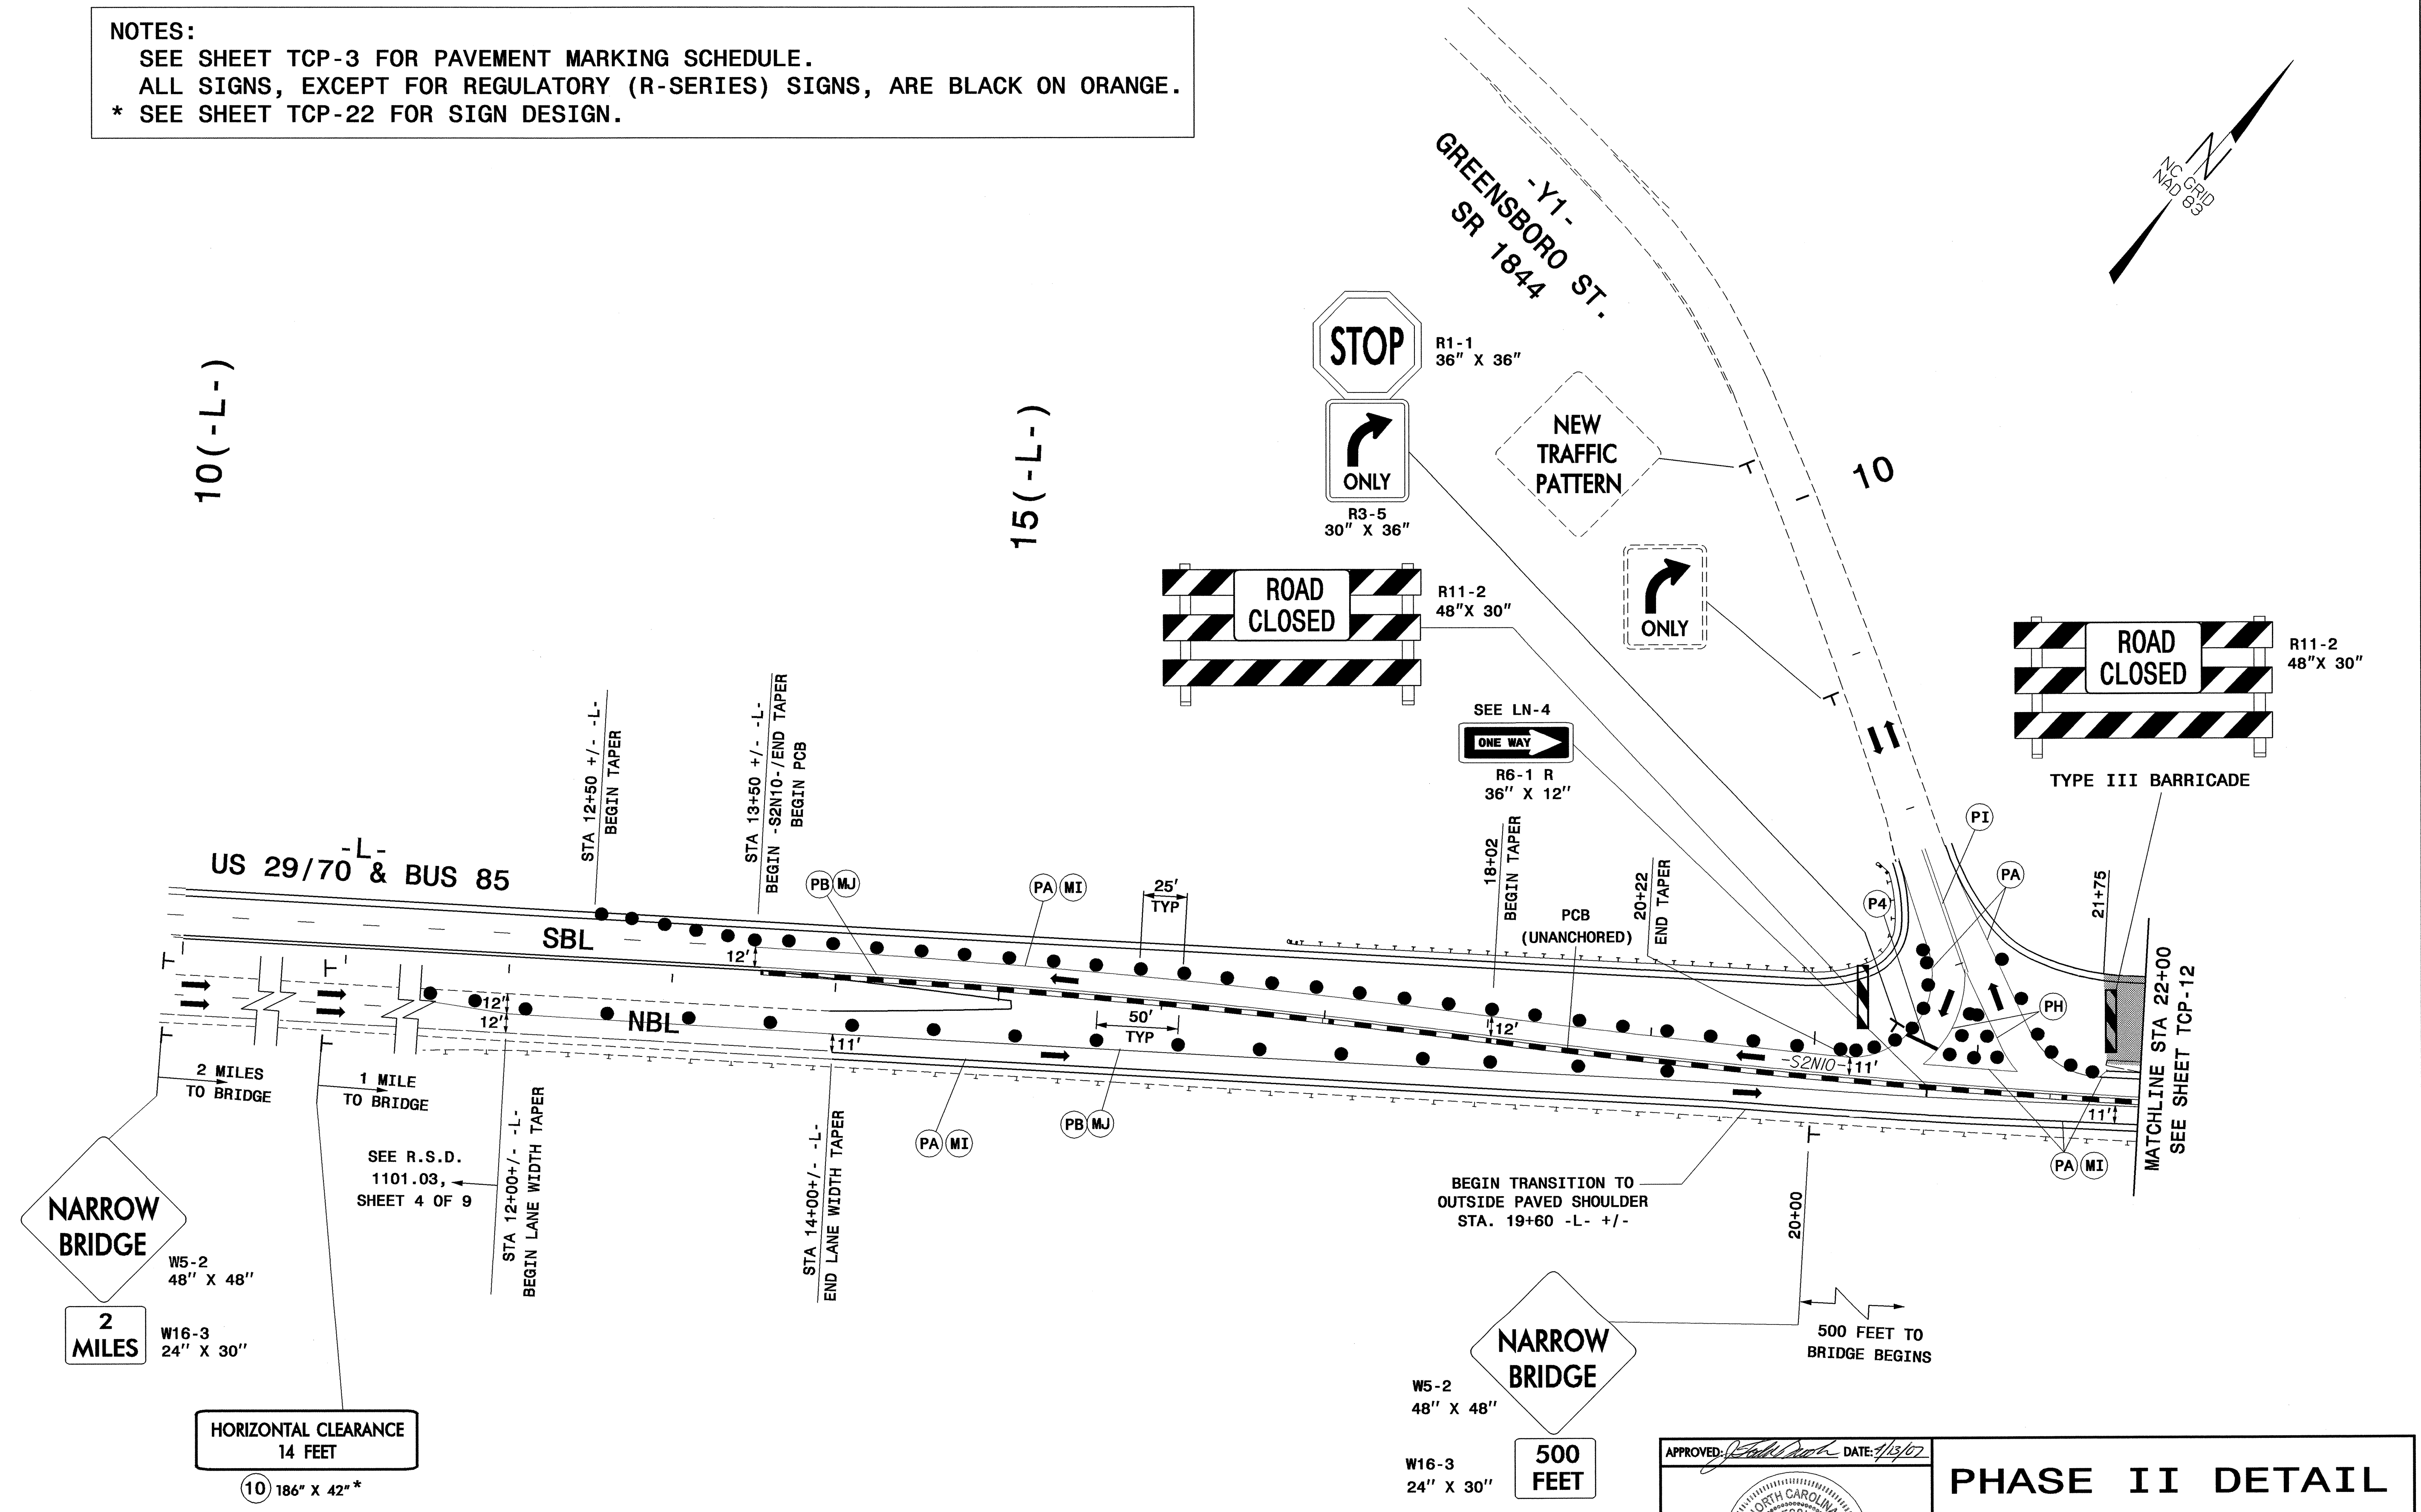 NOTES:
SEE SHEET TCP-3 FOR PAVEMENT MARKING SCHEDULE.
ALL SIGNS, EXCEPT FOR REGULATORY (R-SERIES) SIGNS, ARE BLACK ON ORANGE.
* SEE SHEET TCP-22 FOR SIGN DESIGN.
NC GRID
NAD 83
N
-Y1-
GREENSBORO ST.
SR 1844
10(-L-)
15(-L-)
STOP
R1-1
36" X 36"
ONLY
R3-5
30" X 36"
NEW
TRAFFIC
PATTERN
10
ONLY
ROAD
CLOSED
R11-2
48"X 30"
ROAD
CLOSED
R11-2
48"X 30"
TYPE III BARRICADE
SEE LN-4
ONE WAY
R6-1 R
36" X 12"
STA 12+50 +/- -L-
BEGIN TAPER
STA 13+50 +/- -L-
BEGIN -S2N10-/END TAPER
BEGIN PCB
-L-
US 29/70 & BUS 85
PB MJ
PA MI
25'
TYP
18+02
BEGIN TAPER
PCB
(UNANCHORED)
20+22
END TAPER
P4
PI
PA
PH
21+75
MATCHLINE STA 22+00
SEE SHEET TCP-12
SBL
12'
NBL
12'
12'
11'
50'
TYP
12'
-S2N10-
11'
11'
2 MILES
TO BRIDGE
1 MILE
TO BRIDGE
SEE R.S.D.
1101.03,
SHEET 4 OF 9
STA 12+00+/- -L-
BEGIN LANE WIDTH TAPER
STA 14+00+/- -L-
END LANE WIDTH TAPER
PA MI
PB MJ
PA MI
BEGIN TRANSITION TO
OUTSIDE PAVED SHOULDER
STA. 19+60 -L- +/-
20+00
500 FEET TO
BRIDGE BEGINS
NARROW
BRIDGE
W5-2
48" X 48"
2
MILES
W16-3
24" X 30"
HORIZONTAL CLEARANCE
14 FEET
10 186" X 42"*
NARROW
BRIDGE
W5-2
48" X 48"
500
FEET
W16-3
24" X 30"
APPROVED: DATE: 4/13/07
NORTH CAROLINA
PHASE II DETAIL